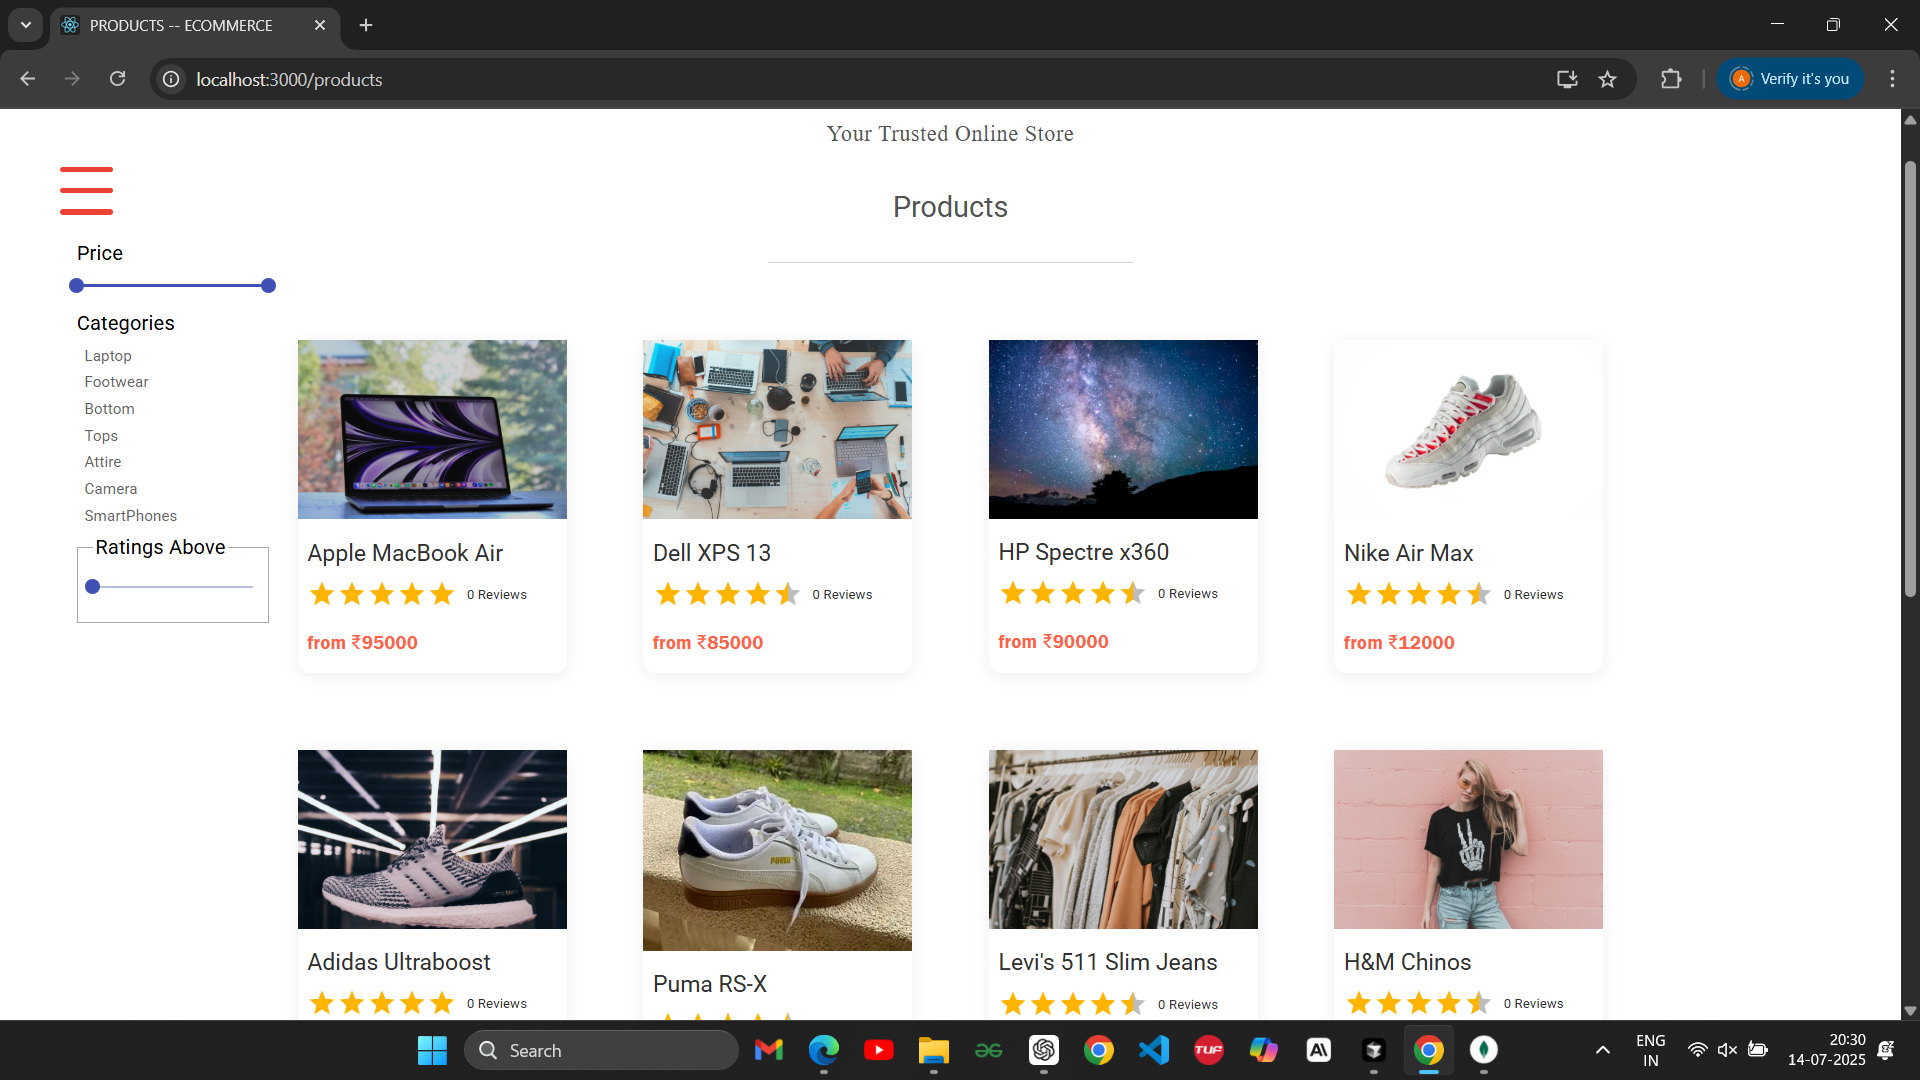 PRODUCTS -- ECOMMERCE
localhost:3000/products
A
Verify it's you
Your Trusted Online Store
Products
Price
Categories
Laptop
Footwear
Bottom
Tops
Attire
Camera
SmartPhones
Ratings Above
Apple MacBook Air
0 Reviews
from ₹95000
Dell XPS 13
0 Reviews
from ₹85000
HP Spectre x360
0 Reviews
from ₹90000
Nike Air Max
0 Reviews
from ₹12000
Adidas Ultraboost
0 Reviews
PUMA
Puma RS-X
Levi's 511 Slim Jeans
0 Reviews
H&M Chinos
0 Reviews
Search
TUF
ENG
IN
20:30
14-07-2025